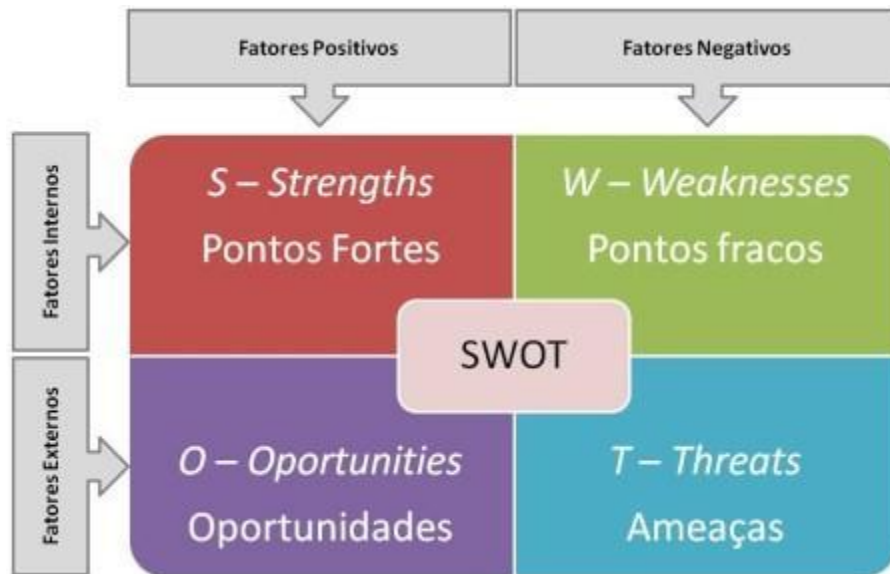 Fatores Positivos
Fatores Negativos
Fatores Internos
S – Strengths
Pontos Fortes
W – Weaknesses
Pontos fracos
SWOT
Fatores Externos
O – Oportunities
Oportunidades
T – Threats
Ameaças